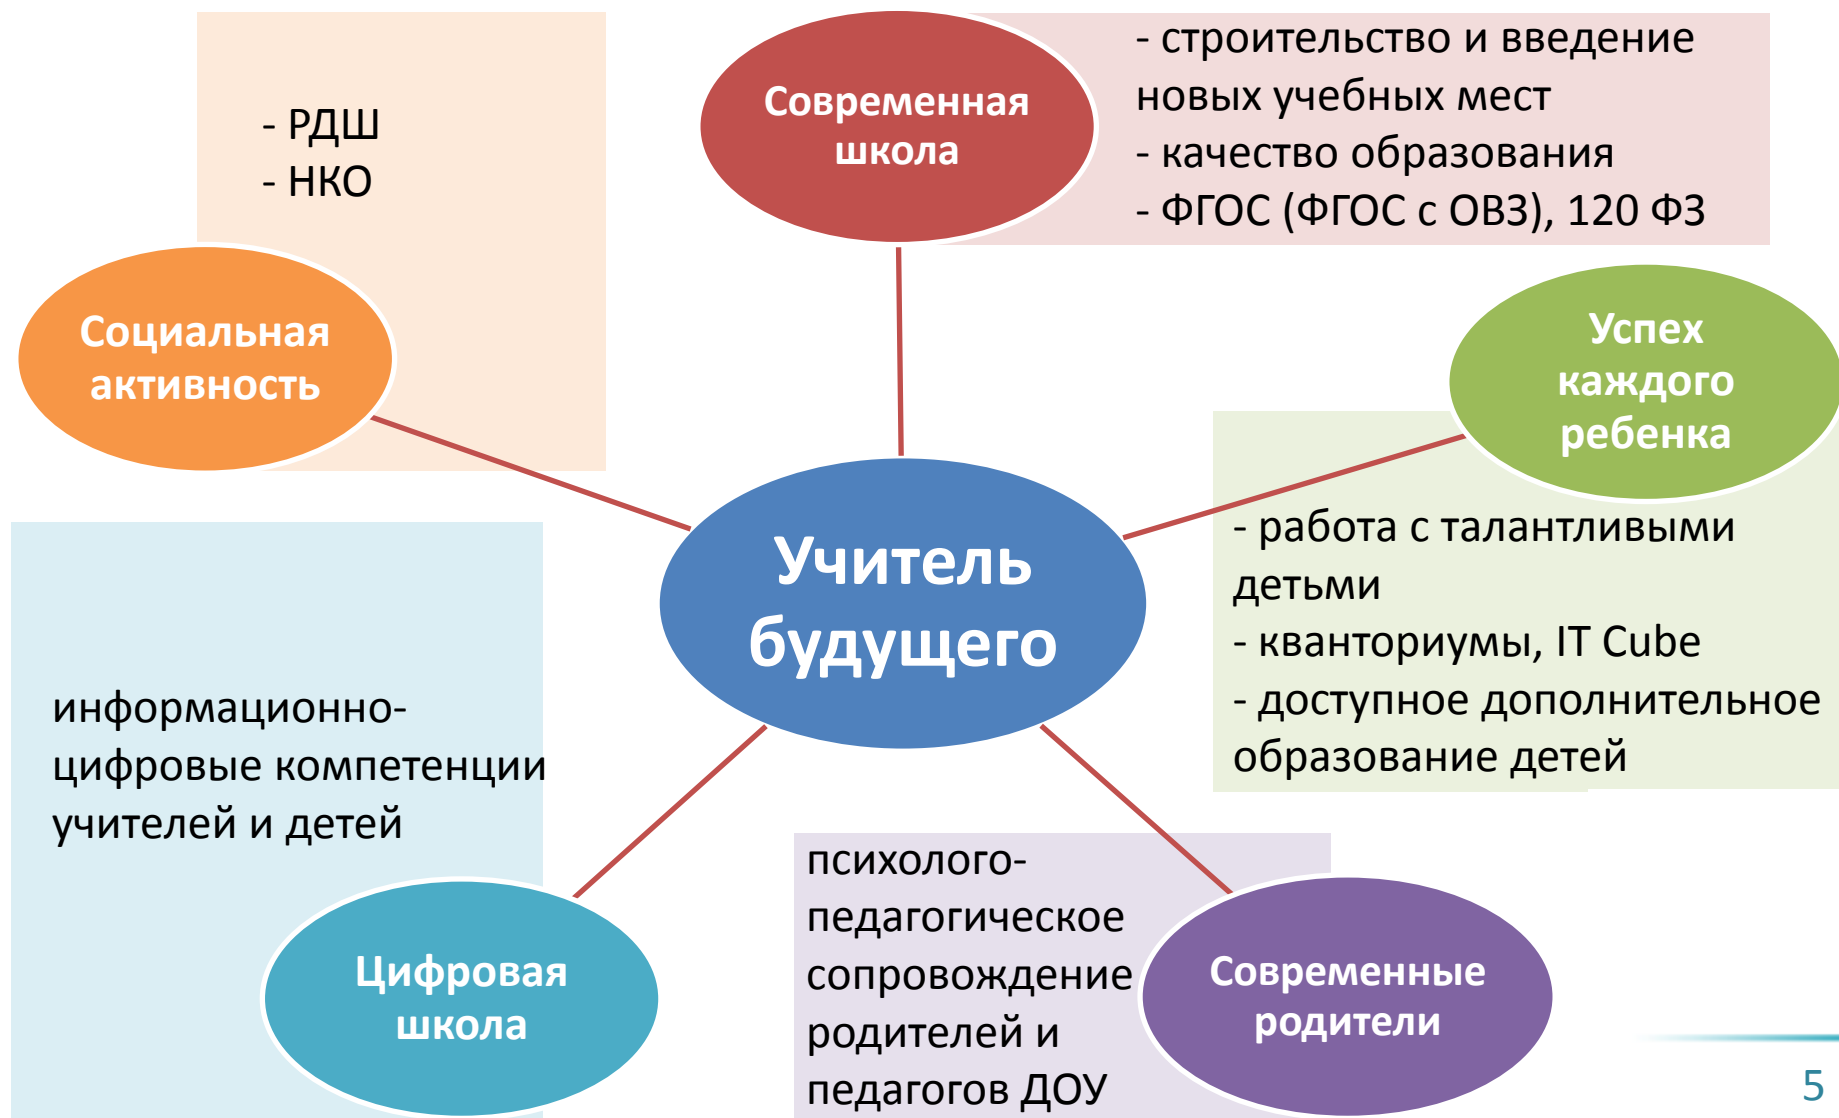 - РДШ
- НКО
Социальная
активность
Современная
школа
- строительство и введение
новых учебных мест
- качество образования
- ФГОС (ФГОС с ОВЗ), 120 ФЗ
Успех
каждого
ребенка
- работа с талантливыми
детьми
- кванториумы, IT Cube
- доступное дополнительное
образование детей
Учитель
будущего
информационно-
цифровые компетенции
учителей и детей
Цифровая
школа
психолого-
педагогическое
сопровождение
родителей и
педагогов ДОУ
Современные
родители
5